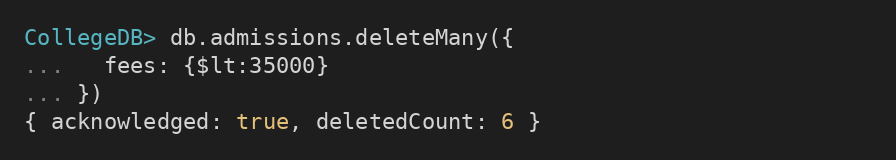 CollegeDB> db.admissions.deleteMany({
...   fees: {$lt:35000}
... })
{ acknowledged: true, deletedCount: 6 }